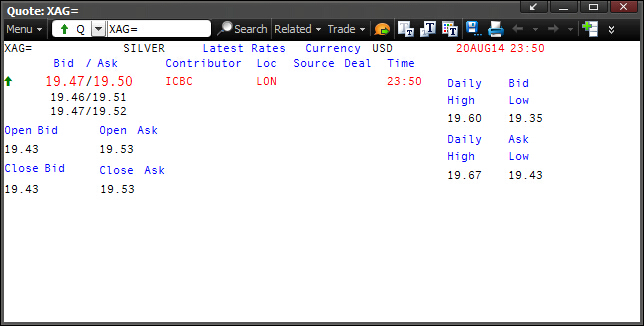 Quote: XAG=
Menu Q XAG= Search Related Trade
XAG= SILVER Latest Rates Currency USD 20AUG14 23:50
Bid / Ask Contributor Loc Source Deal Time
19.47/19.50 ICBC LON 23:50 Daily Bid
19.46/19.51 High Low
19.47/19.52 19.60 19.35
Open Bid Open Ask Daily Ask
19.43 19.53 High Low
Close Bid Close Ask 19.67 19.43
19.43 19.53